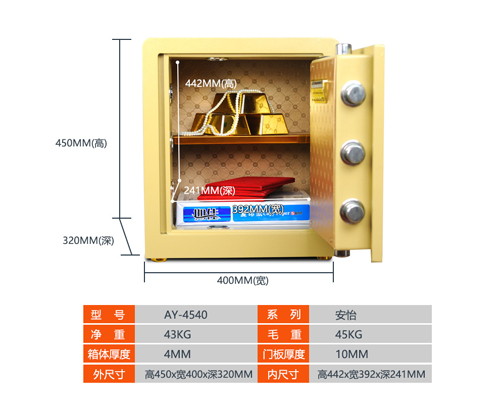 442MM(高)
450MM(高)
241MM(深)
392MM(宽)
320MM(深)
400MM(宽)
型 号 AY-4540 系 列 安怡
净 重 43KG 毛 重 45KG
箱体厚度 4MM 门板厚度 10MM
外尺寸 高450x宽400x深320MM 内尺寸 高442x宽392x深241MM